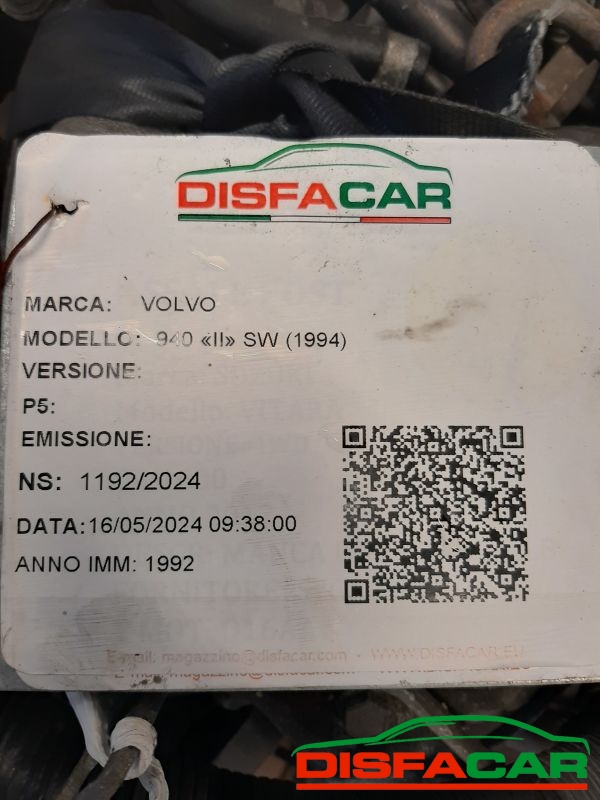 DISFACAR
MARCA: VOLVO
MODELLO: 940 «II» SW (1994)
VERSIONE:
P5:
EMISSIONE:
NS: 1192/2024
DATA:16/05/2024 09:38:00
ANNO IMM: 1992
E-mail: magazzino@disfacar.com - WWW.DISFACAR.EU
DISFACAR